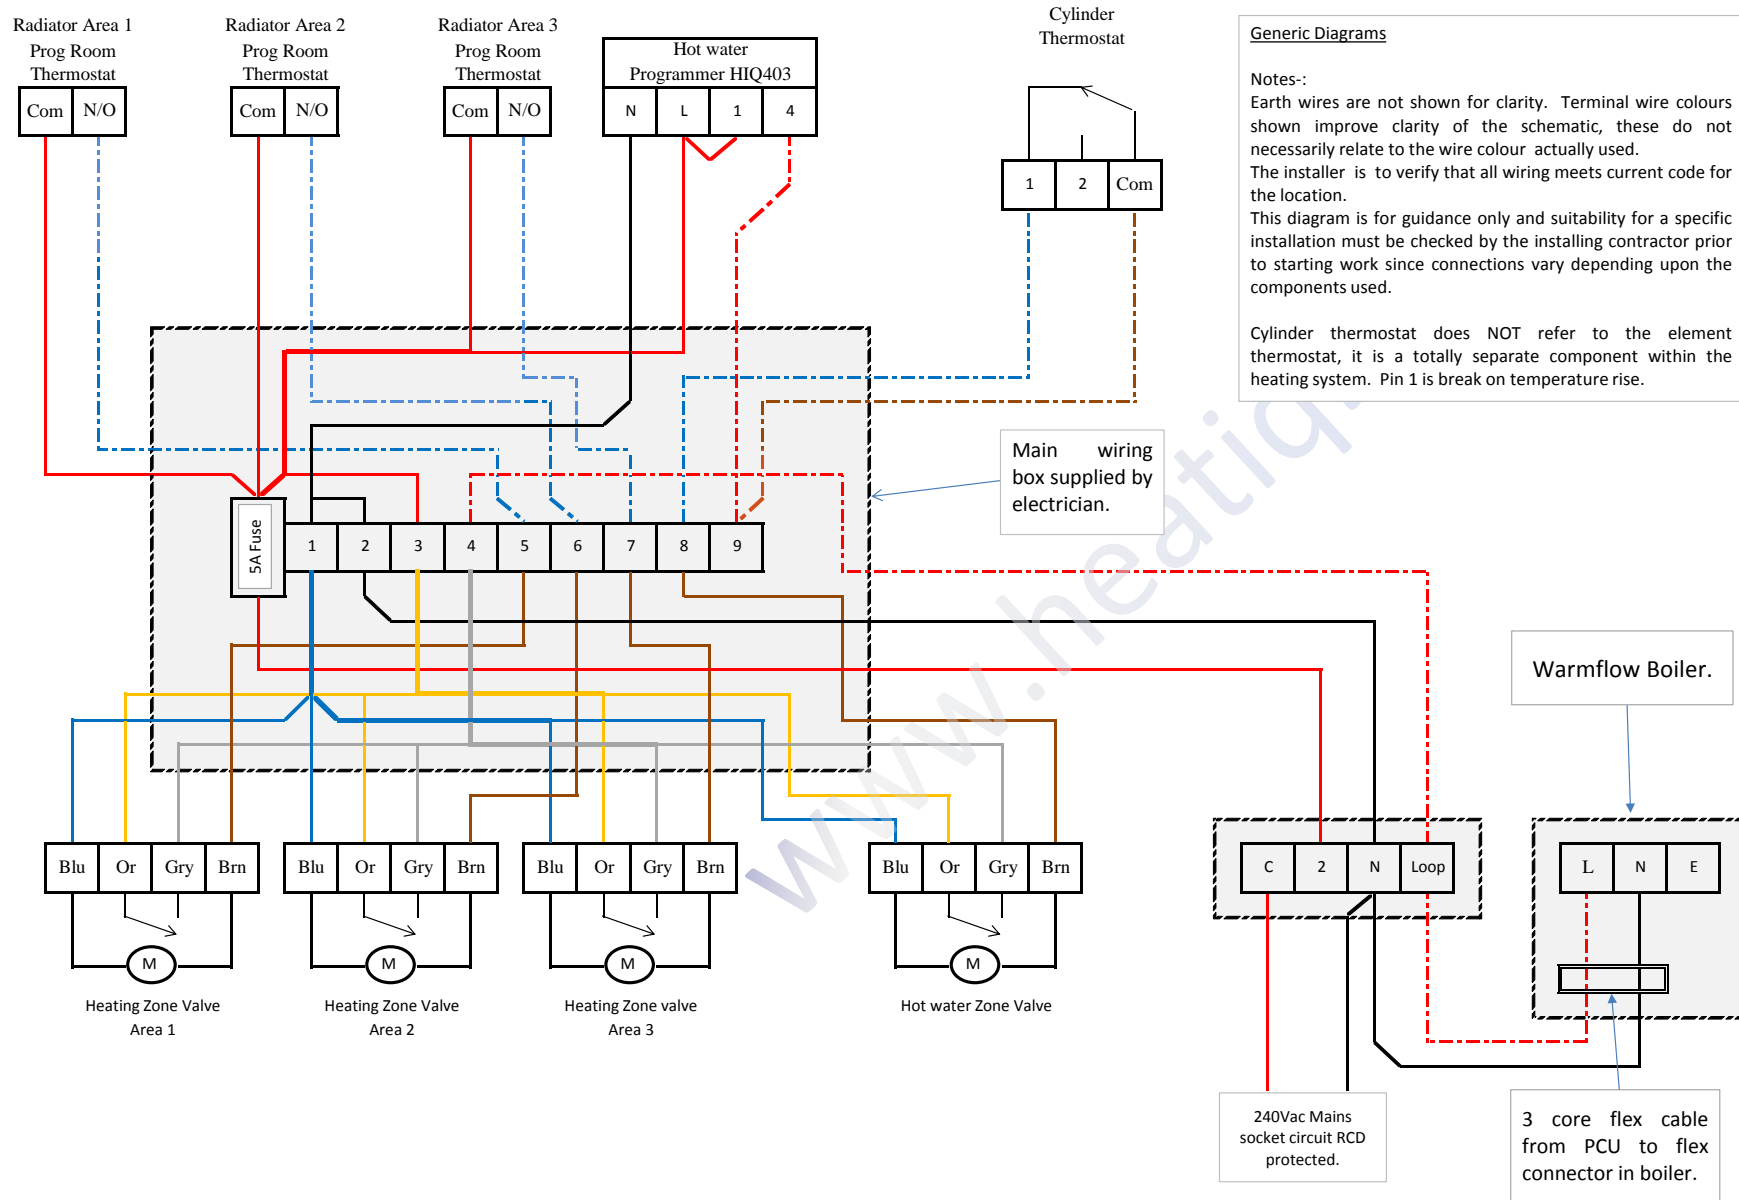 Radiator Area 1
Prog Room
Thermostat
Com N/O
Radiator Area 2
Prog Room
Thermostat
Com N/O
Radiator Area 3
Prog Room
Thermostat
Com N/O
Hot water
Programmer HIQ403
N L 1 4
Cylinder
Thermostat
1 2 Com
Generic Diagrams
Notes-:
Earth wires are not shown for clarity. Terminal wire colours
shown improve clarity of the schematic, these do not
necessarily relate to the wire colour actually used.
The installer is to verify that all wiring meets current code for
the location.
This diagram is for guidance only and suitability for a specific
installation must be checked by the installing contractor prior
to starting work since connections vary depending upon the
components used.
Cylinder thermostat does NOT refer to the element
thermostat, it is a totally separate component within the
heating system. Pin 1 is break on temperature rise.
Main wiring
box supplied by
electrician.
5A Fuse
1 2 3 4 5 6 7 8 9
www.heatiq.
Warmflow Boiler.
Blu Or Gry Brn
M
Heating Zone Valve
Area 1
Blu Or Gry Brn
M
Heating Zone Valve
Area 2
Blu Or Gry Brn
M
Heating Zone valve
Area 3
Blu Or Gry Brn
M
Hot water Zone Valve
C 2 N Loop
L N E
240Vac Mains
socket circuit RCD
protected.
3 core flex cable
from PCU to flex
connector in boiler.